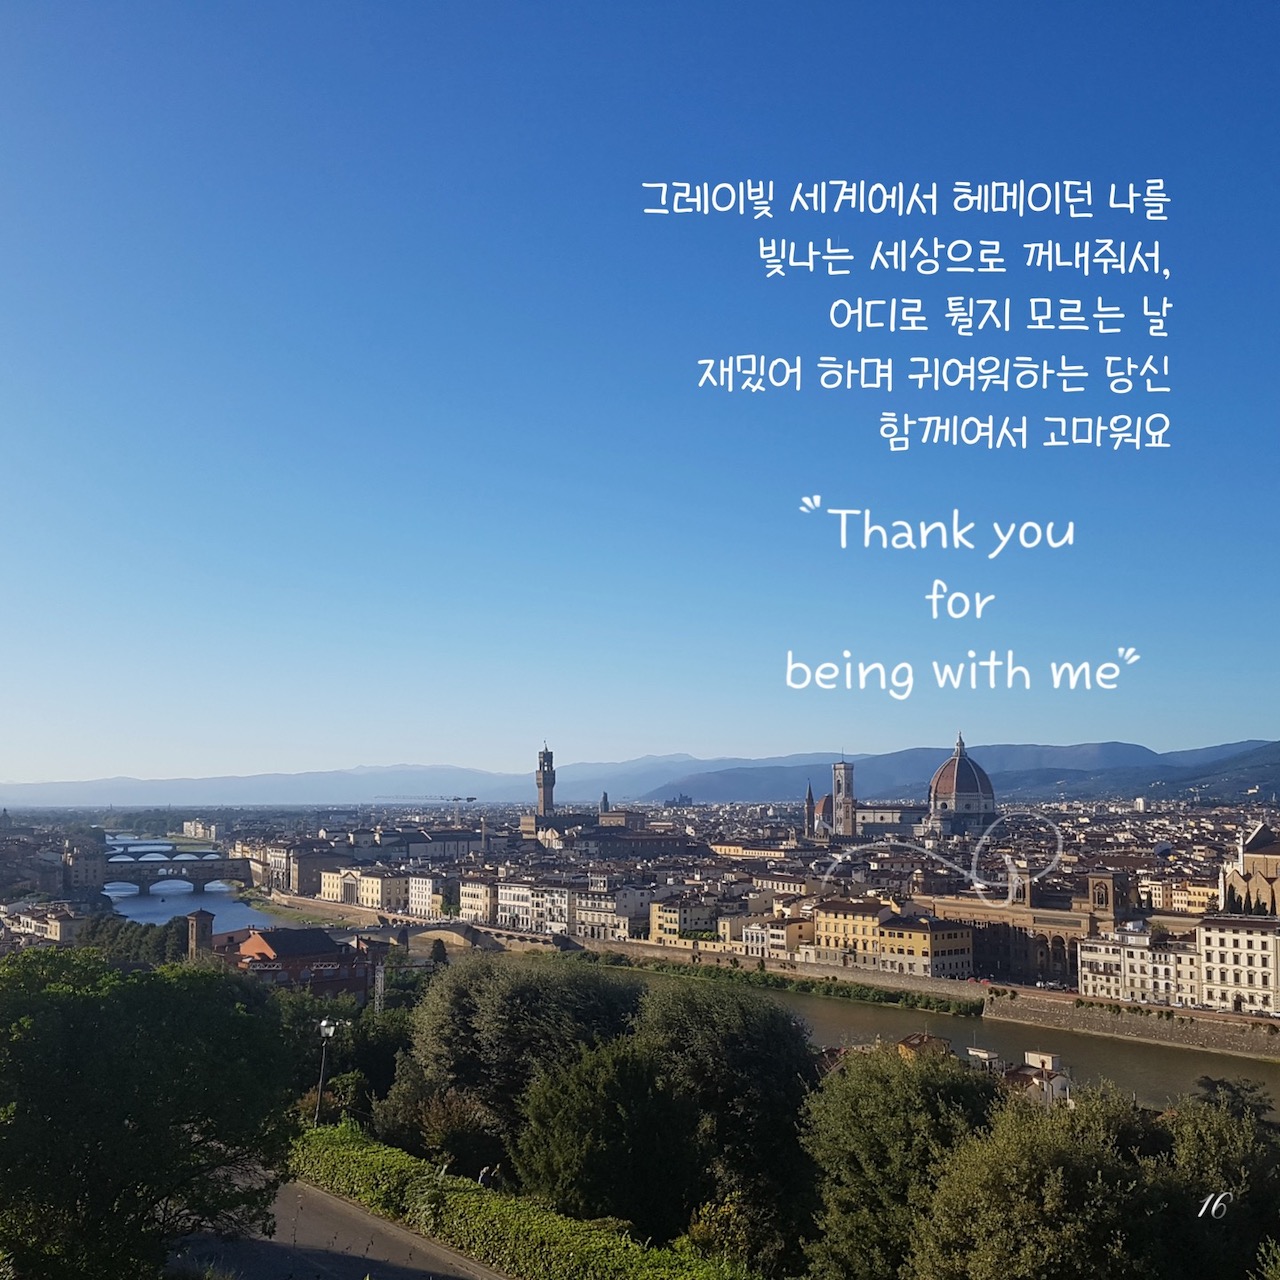 그레이빛 세계에서 헤메이던 나를
빛나는 세상으로 꺼내줘서,
어디로 튈지 모르는 날
재밌어 하며 귀여워하는 당신
함께여서 고마워요
"Thank you
for
being with me"
16